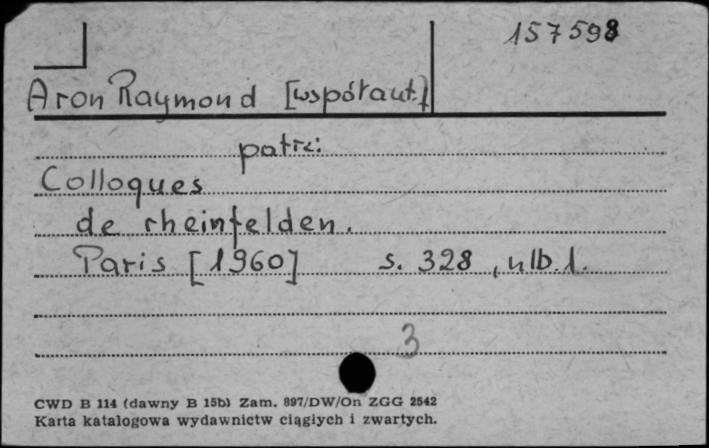 157598
Aron Raymond [współaut.]
patrz:
Colloques
de rheinfelden.
Paris [1960] s. 328, nlb. 1.
3
CWD B 114 (dawny B 15b) Zam. 897/DW/On ZGG 2542
Karta katalogowa wydawnictw ciągłych i zwartych.